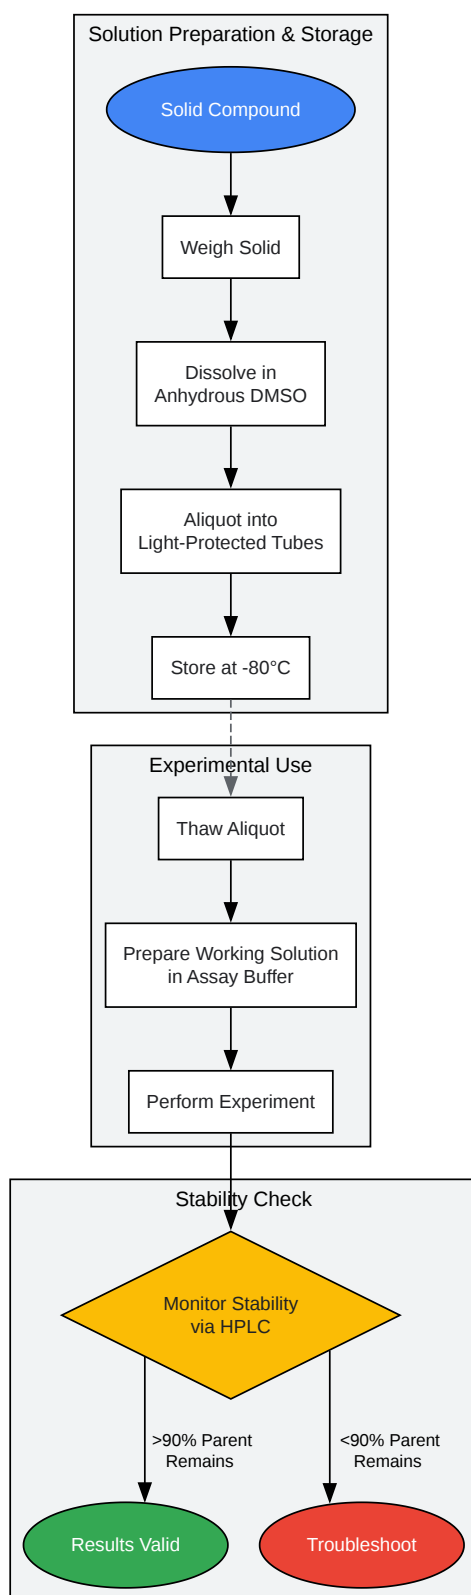 Solution Preparation & Storage
Solid Compound
Weigh Solid
Dissolve in
Anhydrous DMSO
Aliquot into
Light-Protected Tubes
Store at -80°C
Experimental Use
Thaw Aliquot
Prepare Working Solution
in Assay Buffer
Perform Experiment
Stability Check
Monitor Stability
via HPLC
>90% Parent
Remains
<90% Parent
Remains
Results Valid
Troubleshoot